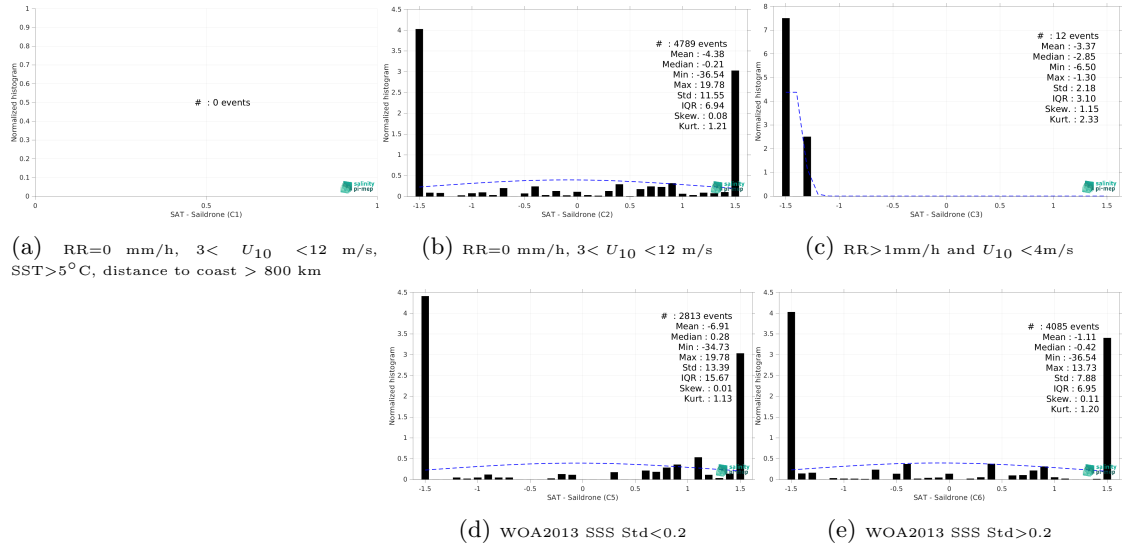 1
0.9
0.8
0.7
0.6
0.5
0.4
0.3
0.2
0.1
0
Normalized histogram
# : 0 events
salinity
pi-mep
0 0.5 1
SAT - Saildrone (C1)
(a) RR=0 mm/h, 3< U10 <12 m/s,
SST>5°C, distance to coast > 800 km
4.5
4
3.5
3
2.5
2
1.5
1
0.5
0
Normalized histogram
# : 4789 events
Mean : -4.38
Median : -0.21
Min : -36.54
Max : 19.78
Std : 11.55
IQR : 6.94
Skew. : 0.08
Kurt. : 1.21
salinity
pi-mep
-1.5 -1 -0.5 0 0.5 1 1.5
SAT - Saildrone (C2)
(b) RR=0 mm/h, 3< U10 <12 m/s
8
7
6
5
4
3
2
1
0
Normalized histogram
# : 12 events
Mean : -3.37
Median : -2.85
Min : -6.50
Max : -1.30
Std : 2.18
IQR : 3.10
Skew. : 1.15
Kurt. : 2.33
salinity
pi-mep
-1.5 -1 -0.5 0 0.5 1 1.5
SAT - Saildrone (C3)
(c) RR>1mm/h and U10 <4m/s
4.5
4
3.5
3
2.5
2
1.5
1
0.5
0
Normalized histogram
# : 2813 events
Mean : -6.91
Median : 0.28
Min : -34.73
Max : 19.78
Std : 13.39
IQR : 15.67
Skew. : 0.01
Kurt. : 1.13
salinity
pi-mep
-1.5 -1 -0.5 0 0.5 1 1.5
SAT - Saildrone (C5)
(d) WOA2013 SSS Std<0.2
4.5
4
3.5
3
2.5
2
1.5
1
0.5
0
Normalized histogram
# : 4085 events
Mean : -1.11
Median : -0.42
Min : -36.54
Max : 13.73
Std : 7.88
IQR : 6.95
Skew. : 0.11
Kurt. : 1.20
salinity
pi-mep
-1.5 -1 -0.5 0 0.5 1 1.5
SAT - Saildrone (C6)
(e) WOA2013 SSS Std>0.2